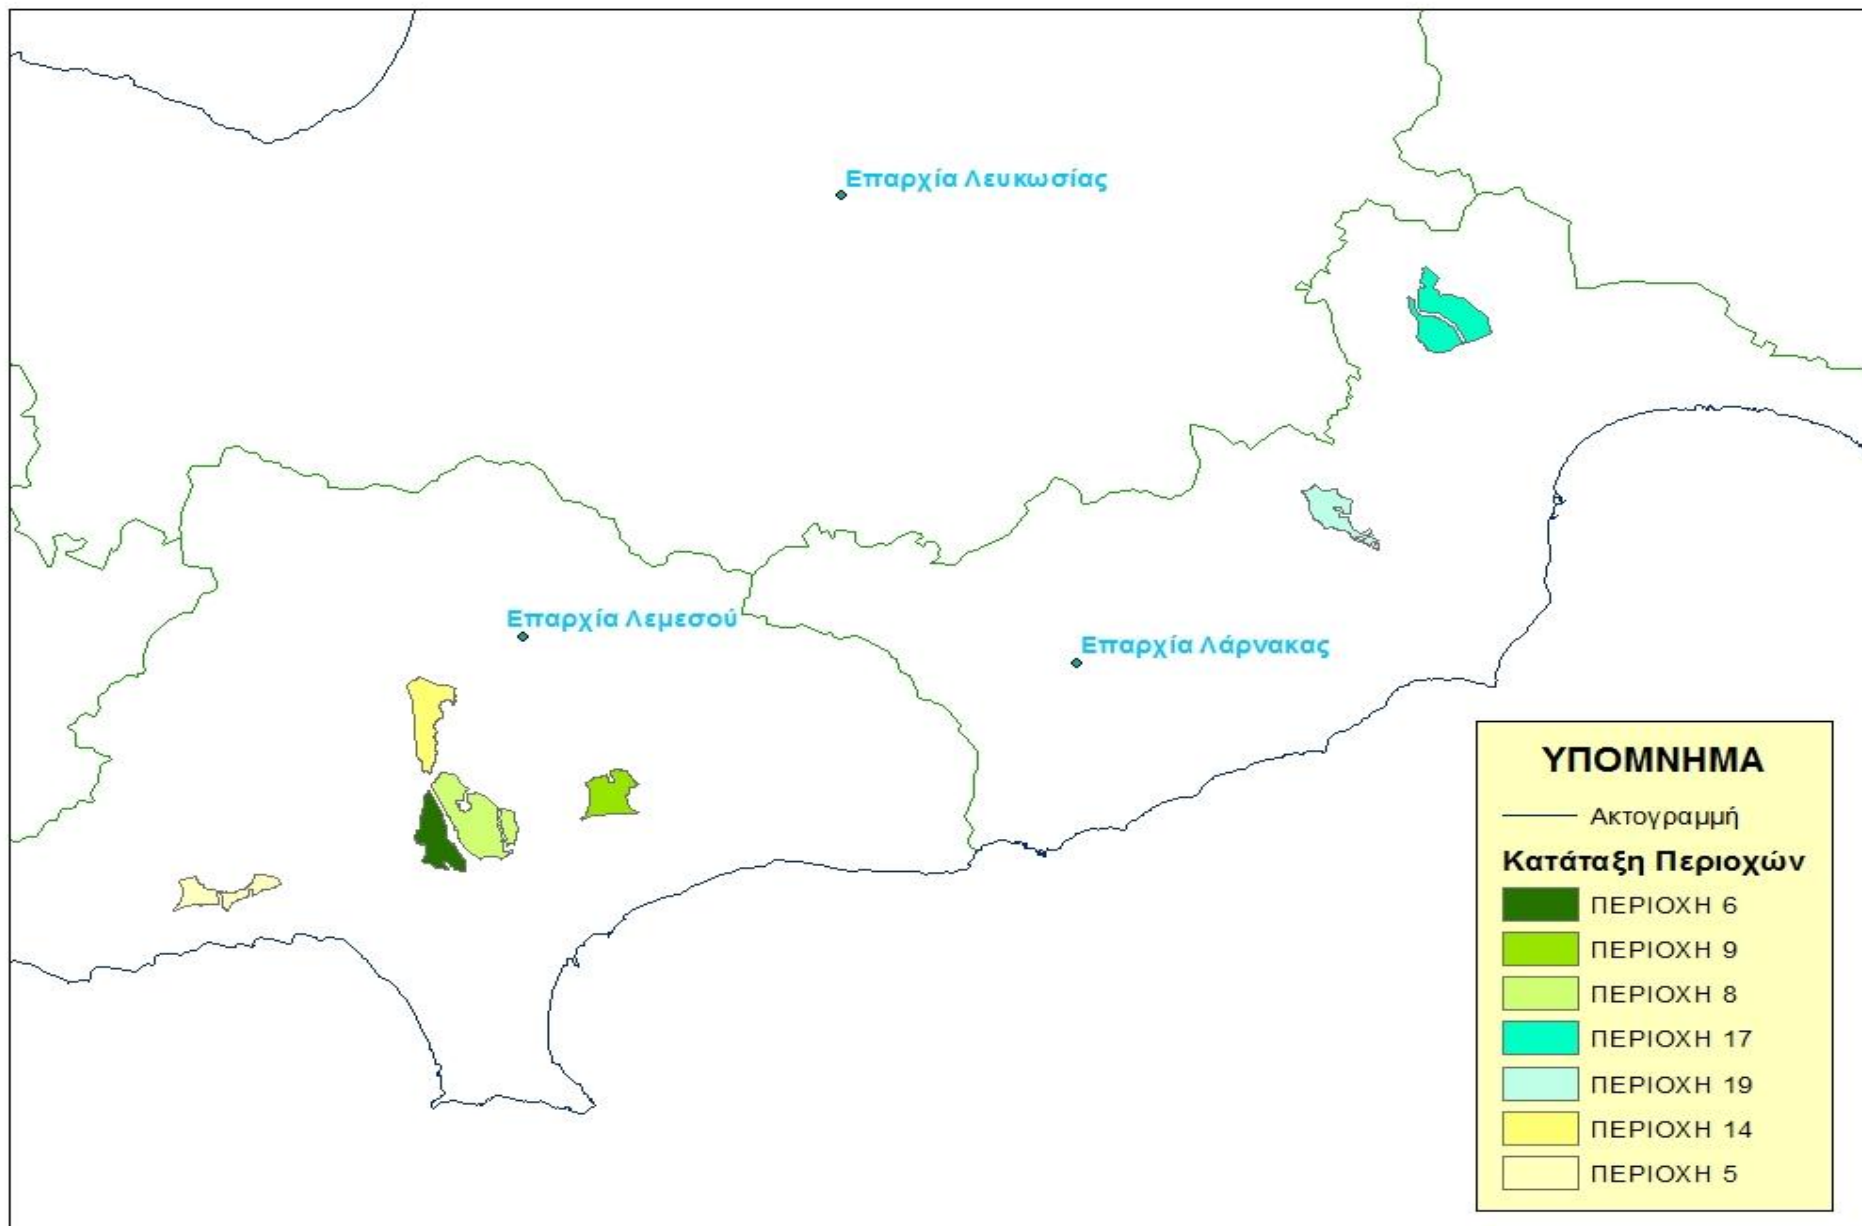 Επαρχία Λευκωσίας
Επαρχία Λεμεσού
Επαρχία Λάρνακας
ΥΠΟΜΝΗΜΑ
Ακτογραμμή
Κατάταξη Περιοχών
ΠΕΡΙΟΧΗ 6
ΠΕΡΙΟΧΗ 9
ΠΕΡΙΟΧΗ 8
ΠΕΡΙΟΧΗ 17
ΠΕΡΙΟΧΗ 19
ΠΕΡΙΟΧΗ 14
ΠΕΡΙΟΧΗ 5